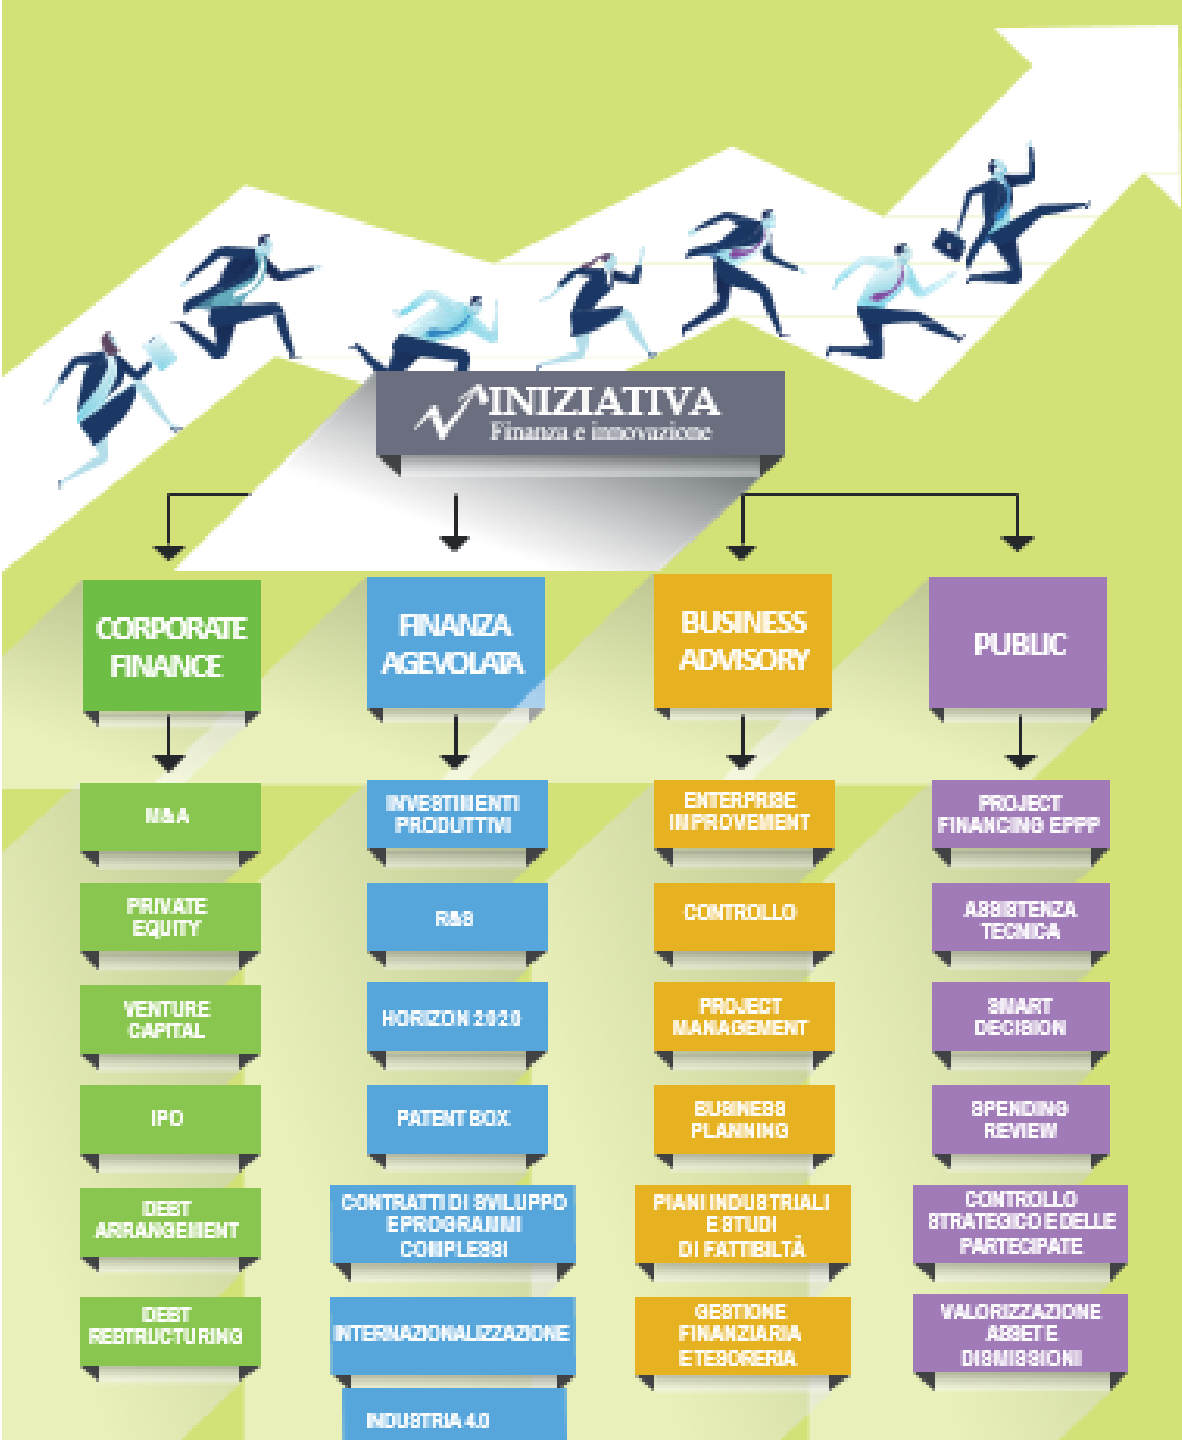 INIZIATIVA
Finanza e innovazione
CORPORATE
FINANCE
FINANZA
AGEVOLATA
BUSINESS
ADVISORY
PUBLIC
M&A
PRIVATE
EQUITY
VENTURE
CAPITAL
IPO
DEBT
ARRANGEMENT
DEBT
RESTRUCTURING
INVESTIMENTI
PRODUTTIVI
R&S
HORIZON 2020
PATENT BOX
CONTRATTI DI SVILUPPO
E PROGRAMMI
COMPLESSI
INTERNAZIONALIZZAZIONE
INDUSTRIA 4.0
ENTERPRISE
IMPROVEMENT
CONTROLLO
PROJECT
MANAGEMENT
BUSINESS
PLANNING
PIANI INDUSTRIALI
E STUDI
DI FATTIBILTÀ
GESTIONE
FINANZIARIA
E TESORERIA
PROJECT
FINANCING E PPP
ASSISTENZA
TECNICA
SMART
DECISION
SPENDING
REVIEW
CONTROLLO
STRATEGICO E DELLE
PARTECIPATE
VALORIZZAZIONE
ASSET E
DISMISSIONI